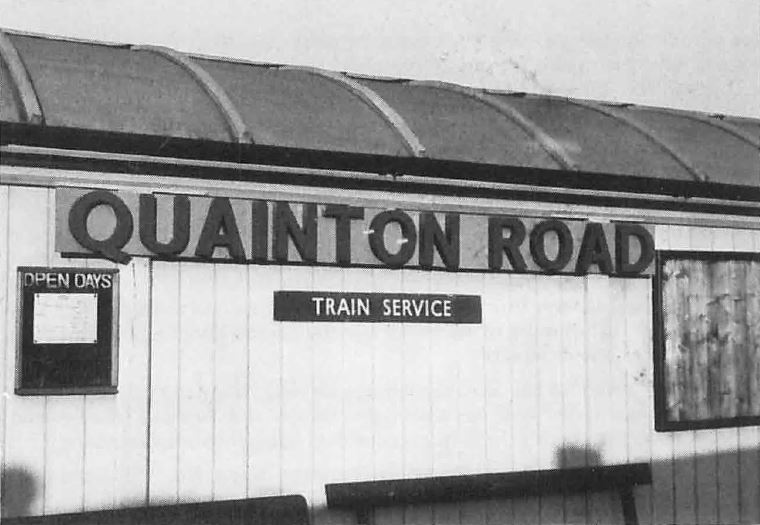 QUAINTON ROAD
OPEN DAYS
TRAIN SERVICE